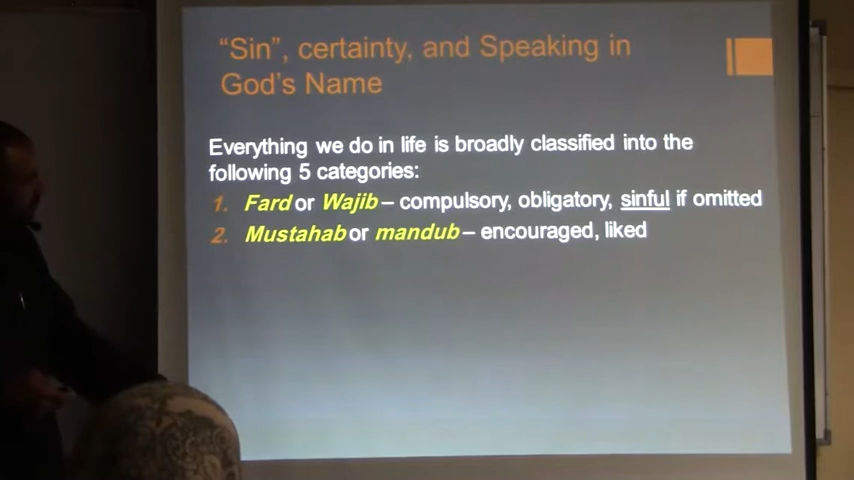 “Sin”, certainty, and Speaking in
God’s Name
Everything we do in life is broadly classified into the
following 5 categories:
1. Fard or Wajib – compulsory, obligatory, sinful if omitted
2. Mustahab or mandub – encouraged, liked